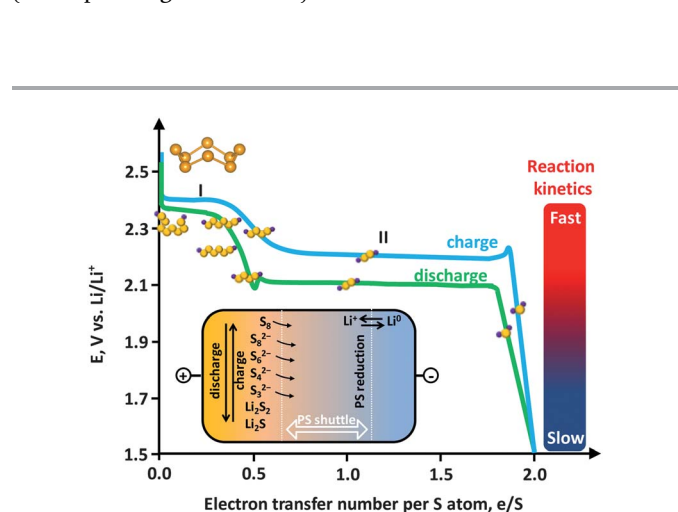 Reaction
kinetics
Fast
Slow
E, V vs. Li/Li⁺
2.5
2.3
2.1
1.9
1.7
1.5
0.0
0.5
1.0
1.5
2.0
Electron transfer number per S atom, e/S
I
II
charge
discharge
discharge
charge
S₈
S₈²⁻
S₆²⁻
S₄²⁻
S₃²⁻
Li₂S₂
Li₂S
Li⁺ Li⁰
PS reduction
PS shuttle
+
-